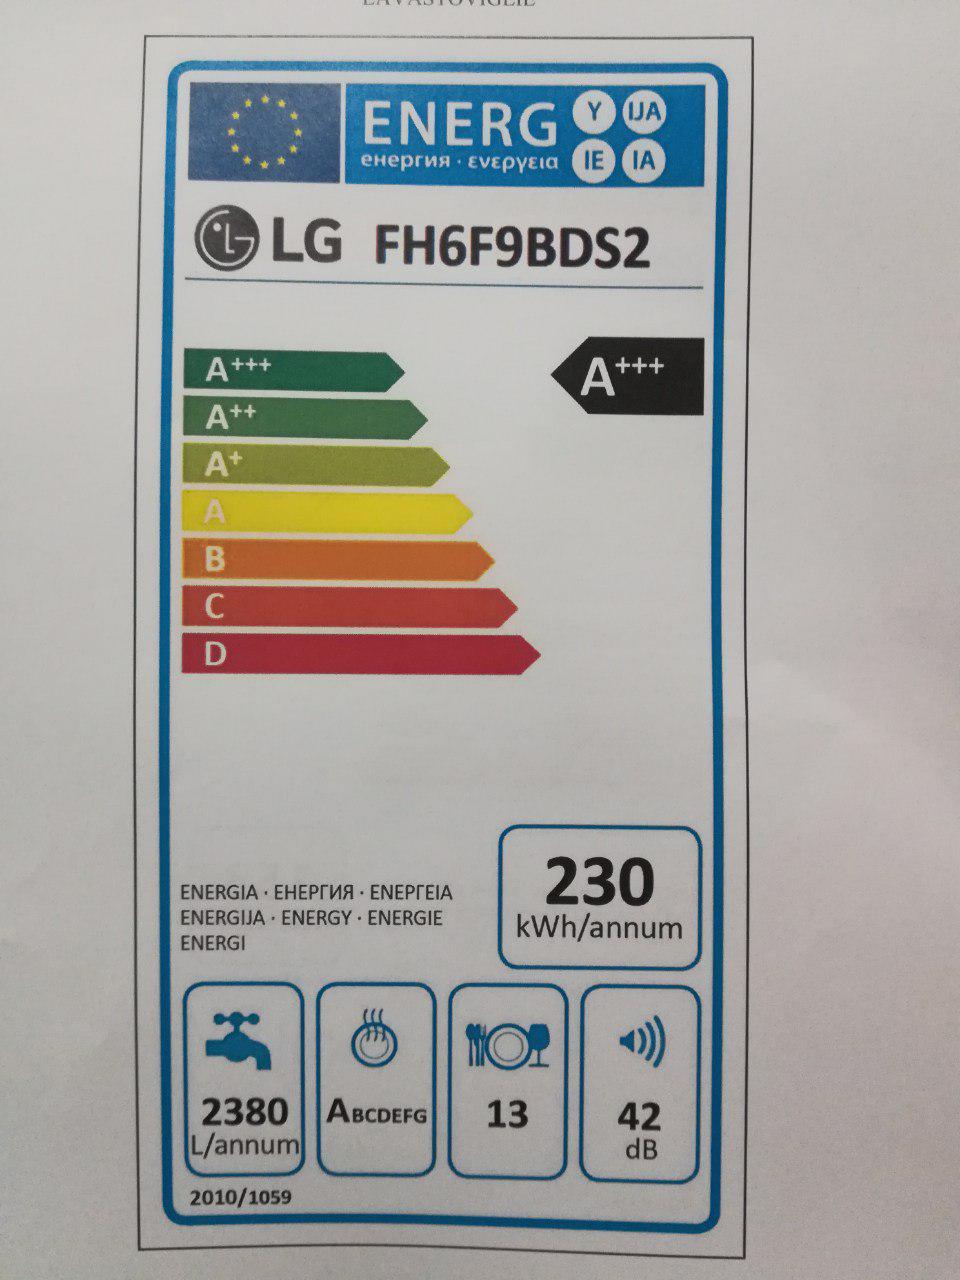 LAVASTOVIGLIE
ENERG Y IJA
енергия · ενεργεια IE IA
LG FH6F9BDS2
A+++ A+++
A++
A+
A
B
C
D
230
kWh/annum
ENERGIA · ЕНЕРГИЯ · ΕΝΕΡΓΕΙΑ
ENERGIJA · ENERGY · ENERGIE
ENERGI
2380 ABCDEFG 13 42
L/annum dB
2010/1059